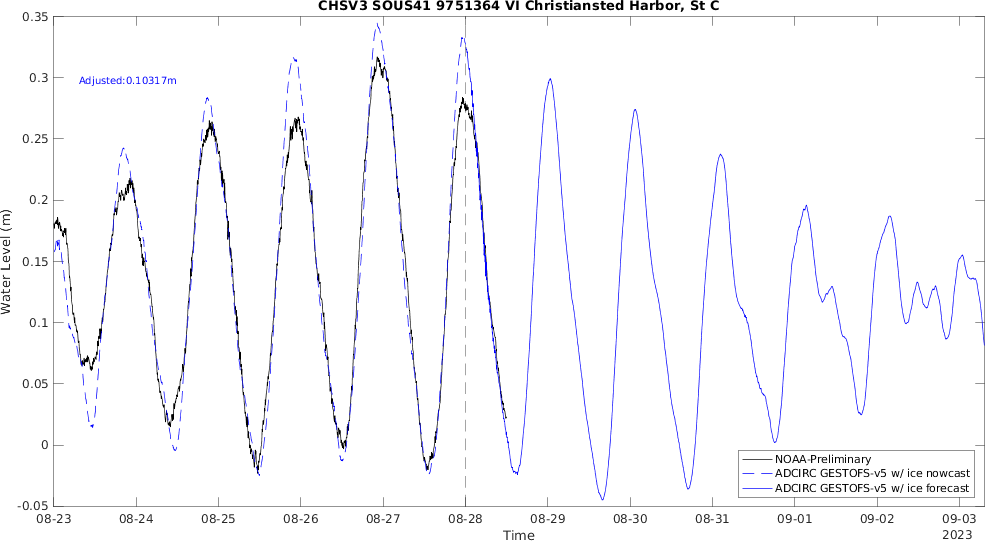 CHSV3 SOUS41 9751364 VI Christiansted Harbor, St C
Adjusted:0.10317m
Water Level (m)
0.35
0.3
0.25
0.2
0.15
0.1
0.05
0
-0.05
08-23 08-24 08-25 08-26 08-27 08-28 08-29 08-30 08-31 09-01 09-02 09-03
2023
Time
NOAA-Preliminary
ADCIRC GESTOFS-v5 w/ ice nowcast
ADCIRC GESTOFS-v5 w/ ice forecast